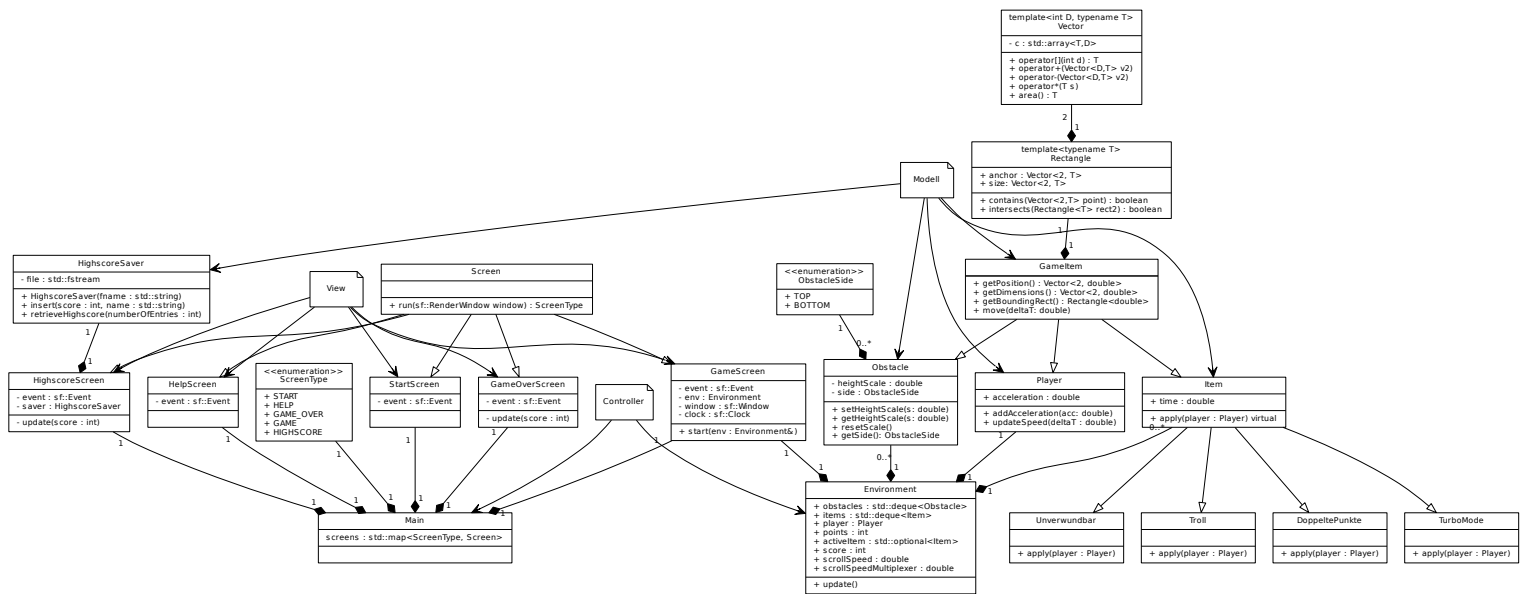 template<int D, typename T>
Vector
- c : std::array<T,D>
+ operator[](int d) : T
+ operator+(Vector<D,T> v2)
+ operator-(Vector<D,T> v2)
+ operator*(T s)
+ area() : T
2
1
template<typename T>
Rectangle
+ anchor : Vector<2, T>
+ size: Vector<2, T>
+ contains(Vector<2,T> point) : boolean
+ intersects(Rectangle<T> rect2) : boolean
1
1
Modell
HighscoreSaver
- file : std::fstream
+ HighscoreSaver(fname : std::string)
+ insert(score : int, name : std::string)
+ retrieveHighscore(numberOfEntries : int)
1
1
View
Screen
+ run(sf::RenderWindow window) : ScreenType
<<enumeration>>
ObstacleSide
+ TOP
+ BOTTOM
1
0..*
GameItem
+ getPosition() : Vector<2, double>
+ getDimensions() : Vector<2, double>
+ getBoundingRect() : Rectangle<double>
+ move(deltaT: double)
HighscoreScreen
- event : sf::Event
- saver : HighscoreSaver
- update(score : int)
1
HelpScreen
- event : sf::Event
1
<<enumeration>>
ScreenType
+ START
+ HELP
+ GAME_OVER
+ GAME
+ HIGHSCORE
1
StartScreen
- event : sf::Event
1
GameOverScreen
- event : sf::Event
- update(score : int)
1
Controller
GameScreen
- event : sf::Event
- env : Environment
- window : sf::Window
- clock : sf::Clock
+ start(env : Environment&)
1
1
Obstacle
- heightScale : double
- side : ObstacleSide
+ setHeightScale(s: double)
+ getHeightScale(s: double)
+ resetScale()
+ getSide(): ObstacleSide
0..*
Player
+ acceleration : double
+ addAcceleration(acc: double)
+ updateSpeed(deltaT : double)
1
Item
+ time : double
+ apply(player : Player) virtual
0..*
1
1
1
1
1
1
Main
screens : std::map<ScreenType, Screen>
1
1
1
1
Environment
+ obstacles : std::deque<Obstacle>
+ items : std::deque<Item>
+ player : Player
+ points : int
+ activeItem : std::optional<Item>
+ score : int
+ scrollSpeed : double
+ scrollSpeedMultiplexer : double
+ update()
Unverwundbar
+ apply(player : Player)
Troll
+ apply(player : Player)
DoppeltePunkte
+ apply(player : Player)
TurboMode
+ apply(player : Player)